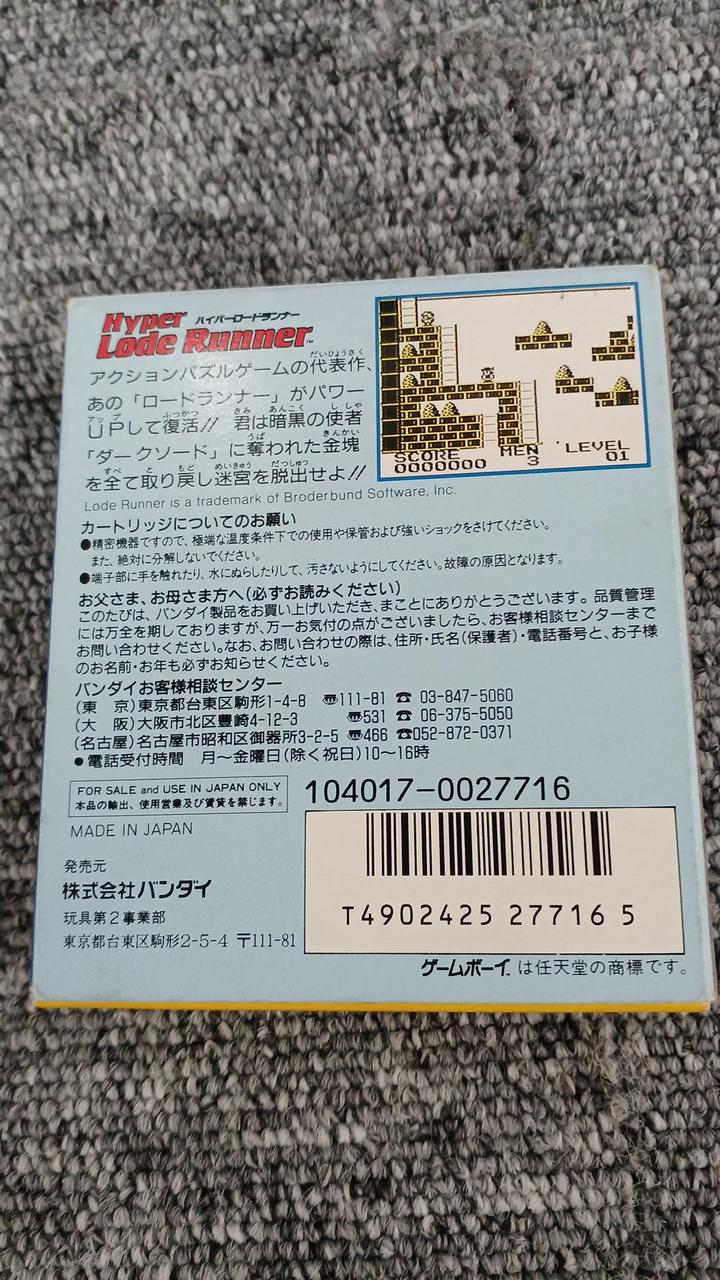 Hyper ハイパーロードランナー
Lode Runner™
アクションパズルゲームの代表作、
あの「ロードランナー」がパワー
UPして復活!! 君は暗黒の使者
「ダークソード」に奪われた金塊
を全て取り戻し迷宮を脱出せよ!!
Lode Runner is a trademark of Broderbund Software, Inc.
SCORE MEN LEVEL
0000000 3 01
カートリッジについてのお願い
●精密機器ですので、極端な温度条件下での使用や保管および強いショックをさけてください。
また、絶対に分解しないでください。
●端子部に手を触れたり、水にぬらしたりして、汚さないようにしてください。故障の原因となります。
お父さま、お母さま方へ(必ずお読みください)
このたびは、バンダイ製品をお買い上げいただき、まことにありがとうございます。品質管理
には万全を期しておりますが、万一お気付の点がございましたら、お客様相談センターまで
お問い合わせください。なお、お問い合わせの際は、住所・氏名(保護者)・電話番号と、お子様
のお名前・お年も必ずお知らせください。
バンダイお客様相談センター
(東 京)東京都台東区駒形1-4-8 〠111-81 ☎ 03-847-5060
(大 阪)大阪市北区豊崎4-12-3 〠531 ☎ 06-375-5050
(名古屋)名古屋市昭和区御器所3-2-5 〠466 ☎052-872-0371
●電話受付時間 月〜金曜日(除く祝日)10〜16時
FOR SALE and USE IN JAPAN ONLY
本品の輸出、使用営業及び賃貸を禁じます。
104017-0027716
MADE IN JAPAN
発売元
株式会社バンダイ
玩具第2事業部
東京都台東区駒形2-5-4 〒111-81
T4902425 277165
ゲームボーイ™は任天堂の商標です。